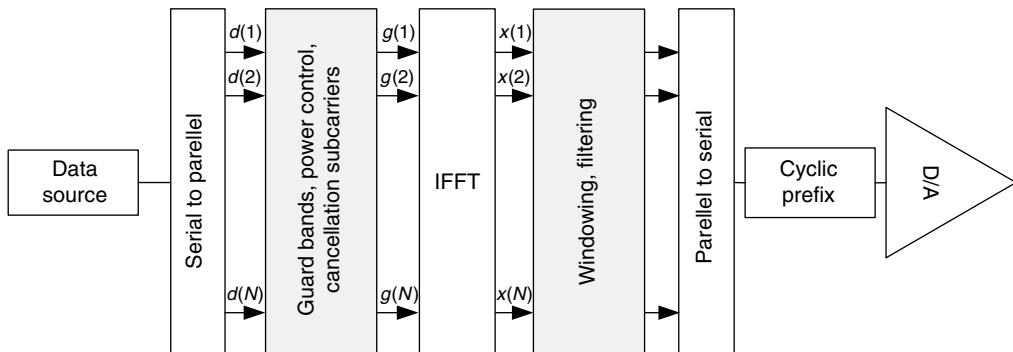 d(1)
g(1)
x(1)
d(2)
g(2)
x(2)
Data
source
Serial to parallel
Guard bands, power control,
cancellation subcarriers
IFFT
Windowing, filtering
Parellel to serial
Cyclic
prefix
D/A
d(N)
g(N)
x(N)